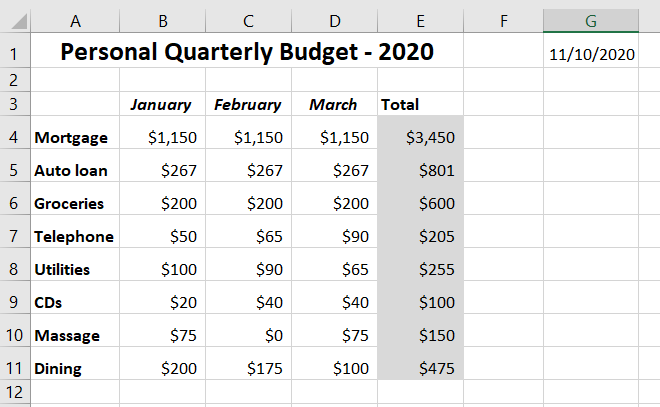 A B C D E F G
1 Personal Quarterly Budget - 2020 11/10/2020
2
3 January February March Total
4 Mortgage $1,150 $1,150 $1,150 $3,450
5 Auto loan $267 $267 $267 $801
6 Groceries $200 $200 $200 $600
7 Telephone $50 $65 $90 $205
8 Utilities $100 $90 $65 $255
9 CDs $20 $40 $40 $100
10 Massage $75 $0 $75 $150
11 Dining $200 $175 $100 $475
12